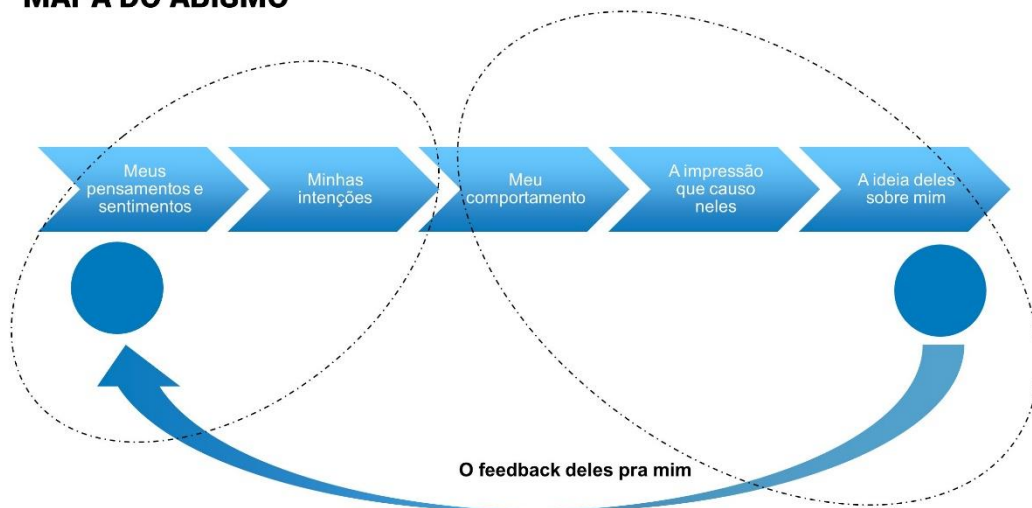 MAPA DO ABISMO
Meus
pensamentos e
sentimentos
Minhas
intenções
Meu
comportamento
A impressão
que causo
neles
A ideia deles
sobre mim
O feedback deles pra mim